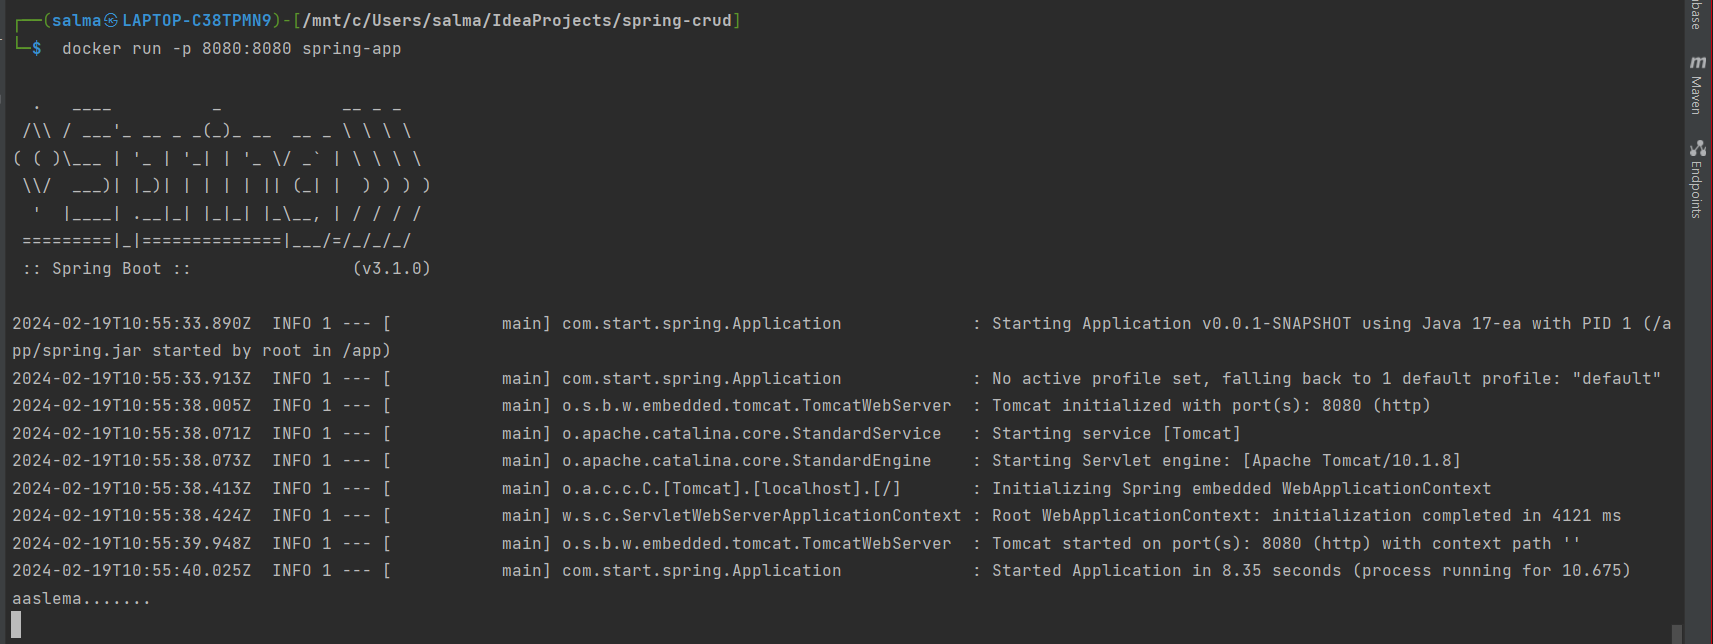 ┌──(salma㉿LAPTOP-C38TPMN9)-[/mnt/c/Users/salma/IdeaProjects/spring-crud]
└─$  docker run -p 8080:8080 spring-app
  .   ____          _            __ _ _
 /\\ / ___'_ __ _ _(_)_ __  __ _ \ \ \ \
( ( )\___ | '_ | '_| | '_ \/ _` | \ \ \ \
 \\/  ___)| |_)| | | | | || (_| |  ) ) ) )
  '  |____| .__|_| |_|_| |_\__, | / / / /
 =========|_|==============|___/=/_/_/_/
 :: Spring Boot ::                (v3.1.0)
2024-02-19T10:55:33.890Z  INFO 1 --- [           main] com.start.spring.Application             : Starting Application v0.0.1-SNAPSHOT using Java 17-ea with PID 1 (/a
pp/spring.jar started by root in /app)
2024-02-19T10:55:33.913Z  INFO 1 --- [           main] com.start.spring.Application             : No active profile set, falling back to 1 default profile: "default"
2024-02-19T10:55:38.005Z  INFO 1 --- [           main] o.s.b.w.embedded.tomcat.TomcatWebServer  : Tomcat initialized with port(s): 8080 (http)
2024-02-19T10:55:38.071Z  INFO 1 --- [           main] o.apache.catalina.core.StandardService   : Starting service [Tomcat]
2024-02-19T10:55:38.073Z  INFO 1 --- [           main] o.apache.catalina.core.StandardEngine    : Starting Servlet engine: [Apache Tomcat/10.1.8]
2024-02-19T10:55:38.413Z  INFO 1 --- [           main] o.a.c.c.C.[Tomcat].[localhost].[/]       : Initializing Spring embedded WebApplicationContext
2024-02-19T10:55:38.424Z  INFO 1 --- [           main] w.s.c.ServletWebServerApplicationContext : Root WebApplicationContext: initialization completed in 4121 ms
2024-02-19T10:55:39.948Z  INFO 1 --- [           main] o.s.b.w.embedded.tomcat.TomcatWebServer  : Tomcat started on port(s): 8080 (http) with context path ''
2024-02-19T10:55:40.025Z  INFO 1 --- [           main] com.start.spring.Application             : Started Application in 8.35 seconds (process running for 10.675)
aaslema.......
abase
m Maven
Endpoints